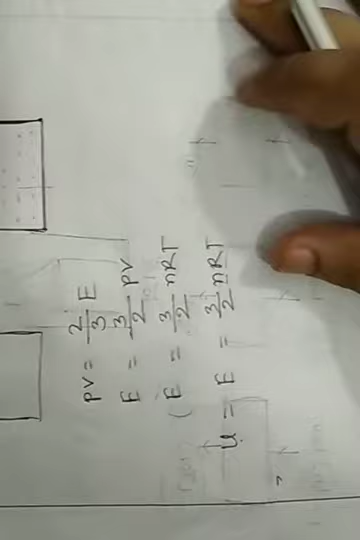 PV = 2/3 E
E = 3/2 PV
(E = 3/2 nRT
U = E = 3/2 nRT